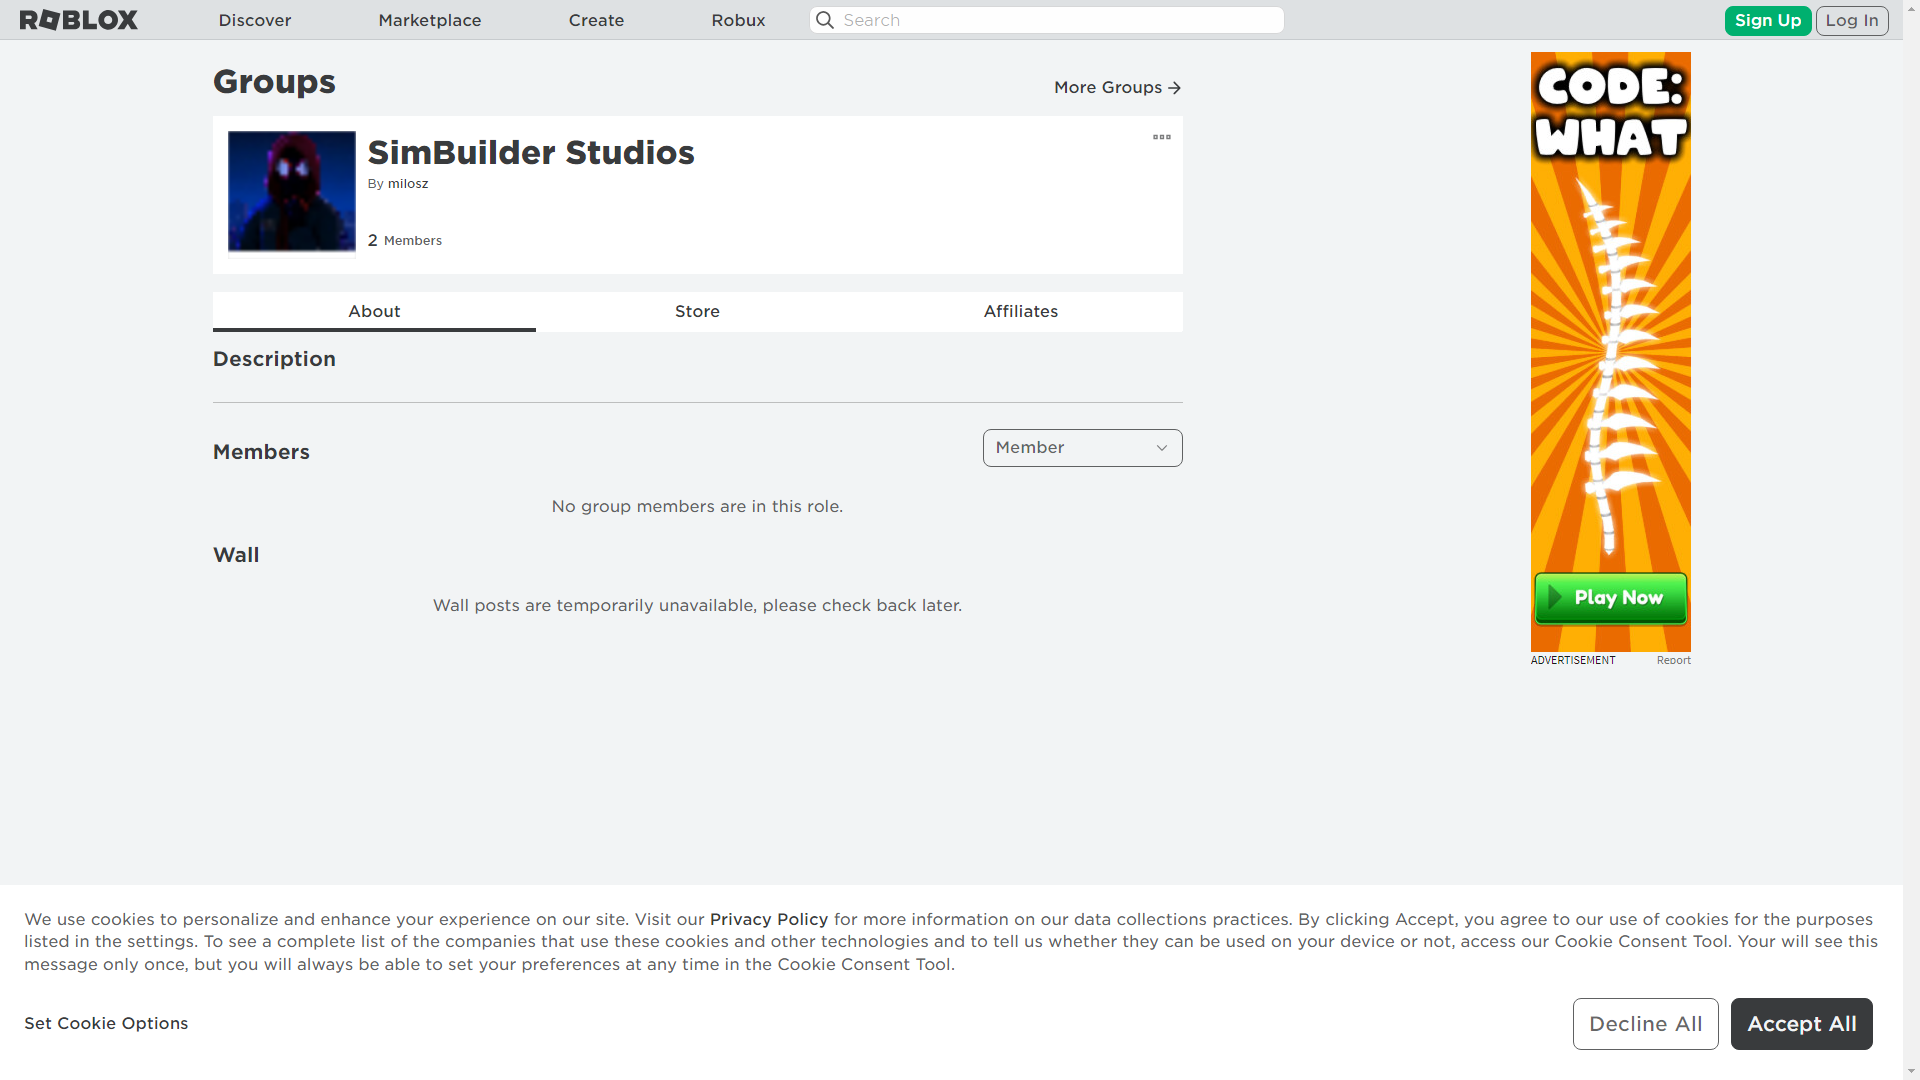 ROBLOX
Discover
Marketplace
Create
Robux
Search
Sign Up
Log In
Groups
More Groups
SimBuilder Studios
By milosz
2 Members
About
Store
Affiliates
Description
Members
Member
No group members are in this role.
Wall
Wall posts are temporarily unavailable, please check back later.
CODE:
WHAT
Play Now
ADVERTISEMENT
Report
We use cookies to personalize and enhance your experience on our site. Visit our Privacy Policy for more information on our data collections practices. By clicking Accept, you agree to our use of cookies for the purposes
listed in the settings. To see a complete list of the companies that use these cookies and other technologies and to tell us whether they can be used on your device or not, access our Cookie Consent Tool. Your will see this
message only once, but you will always be able to set your preferences at any time in the Cookie Consent Tool.
Set Cookie Options
Decline All
Accept All